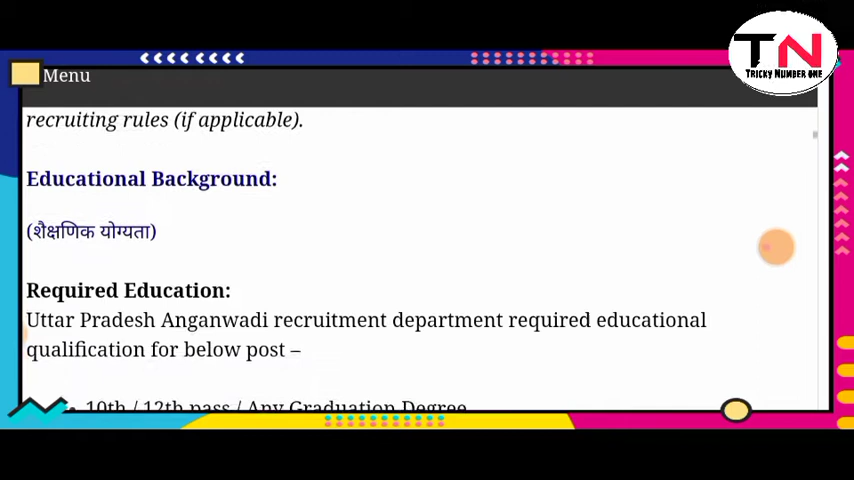 TN
TRICKY NUMBER ONE
Menu
recruiting rules (if applicable).
Educational Background:
(शैक्षणिक योग्यता)
Required Education:
Uttar Pradesh Anganwadi recruitment department required educational
qualification for below post –
10th / 12th pass / Any Graduation Degree